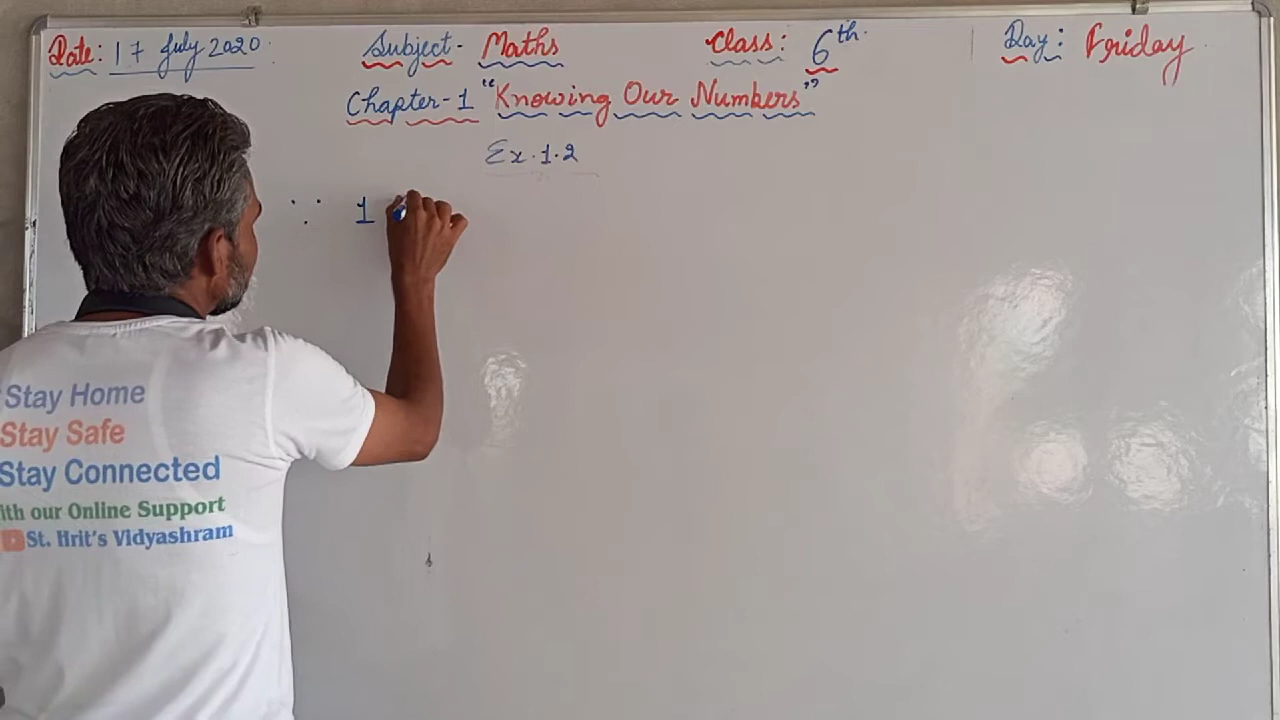 Date: 17 July 2020 Subject- Maths Class: 6th Day: Friday
Chapter-1 "Knowing Our Numbers"
Ex.1.2
∵ 1
Stay Home
Stay Safe
Stay Connected
ith our Online Support
St. Hrit's Vidyashram